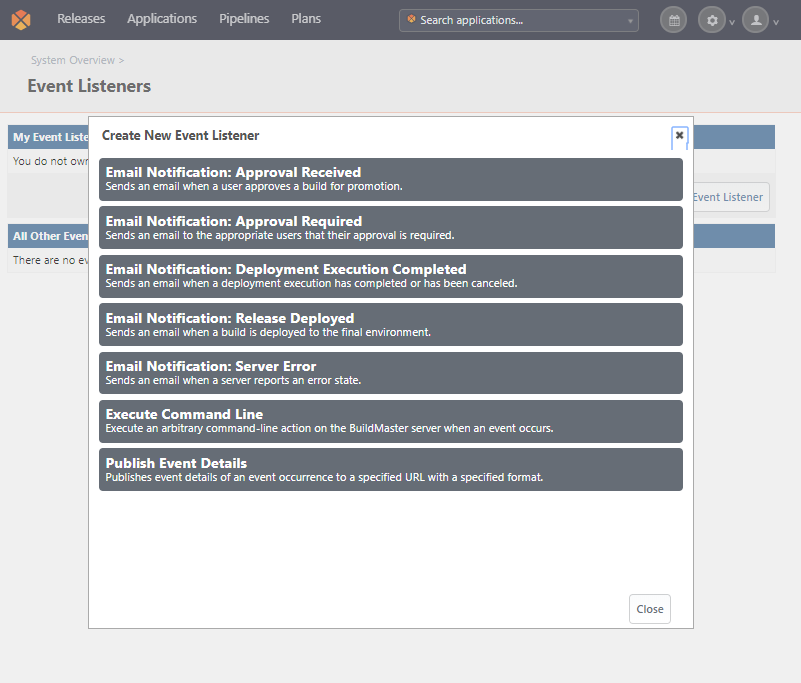 Releases
Applications
Pipelines
Plans
Search applications...
System Overview >
Event Listeners
My Event Liste
You do not own
Event Listener
All Other Even
There are no ev
Create New Event Listener
Email Notification: Approval Received
Sends an email when a user approves a build for promotion.
Email Notification: Approval Required
Sends an email to the appropriate users that their approval is required.
Email Notification: Deployment Execution Completed
Sends an email when a deployment execution has completed or has been canceled.
Email Notification: Release Deployed
Sends an email when a build is deployed to the final environment.
Email Notification: Server Error
Sends an email when a server reports an error state.
Execute Command Line
Execute an arbitrary command-line action on the BuildMaster server when an event occurs.
Publish Event Details
Publishes event details of an event occurrence to a specified URL with a specified format.
Close